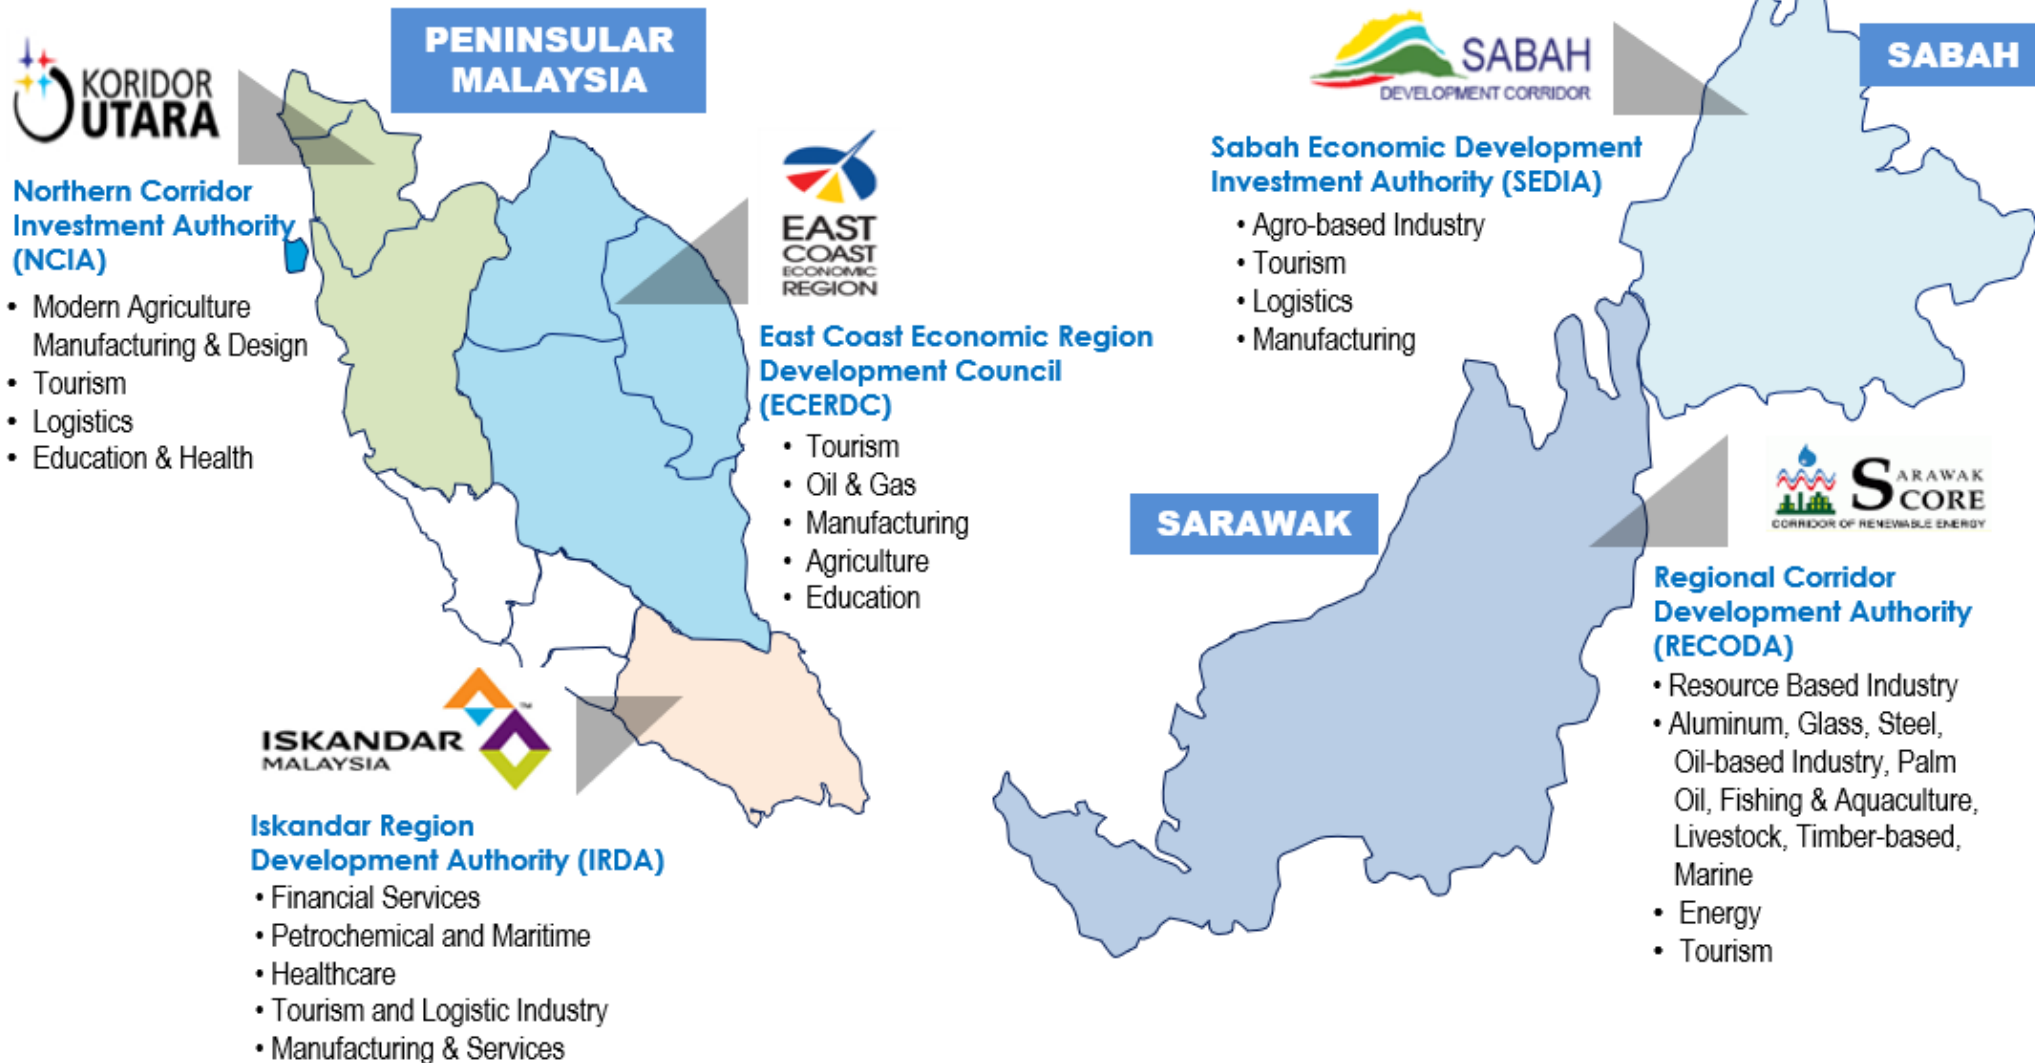 KORIDOR
UTARA
PENINSULAR
MALAYSIA
Northern Corridor
Investment Authority
(NCIA)
• Modern Agriculture
Manufacturing & Design
• Tourism
• Logistics
• Education & Health
EAST
COAST
ECONOMIC
REGION
East Coast Economic Region
Development Council
(ECERDC)
• Tourism
• Oil & Gas
• Manufacturing
• Agriculture
• Education
ISKANDAR
MALAYSIA
TM
Iskandar Region
Development Authority (IRDA)
• Financial Services
• Petrochemical and Maritime
• Healthcare
• Tourism and Logistic Industry
• Manufacturing & Services
SABAH
DEVELOPMENT CORRIDOR
SABAH
Sabah Economic Development
Investment Authority (SEDIA)
• Agro-based Industry
• Tourism
• Logistics
• Manufacturing
SARAWAK
SARAWAK
SCORE
CORRIDOR OF RENEWABLE ENERGY
Regional Corridor
Development Authority
(RECODA)
• Resource Based Industry
• Aluminum, Glass, Steel,
Oil-based Industry, Palm
Oil, Fishing & Aquaculture,
Livestock, Timber-based,
Marine
• Energy
• Tourism